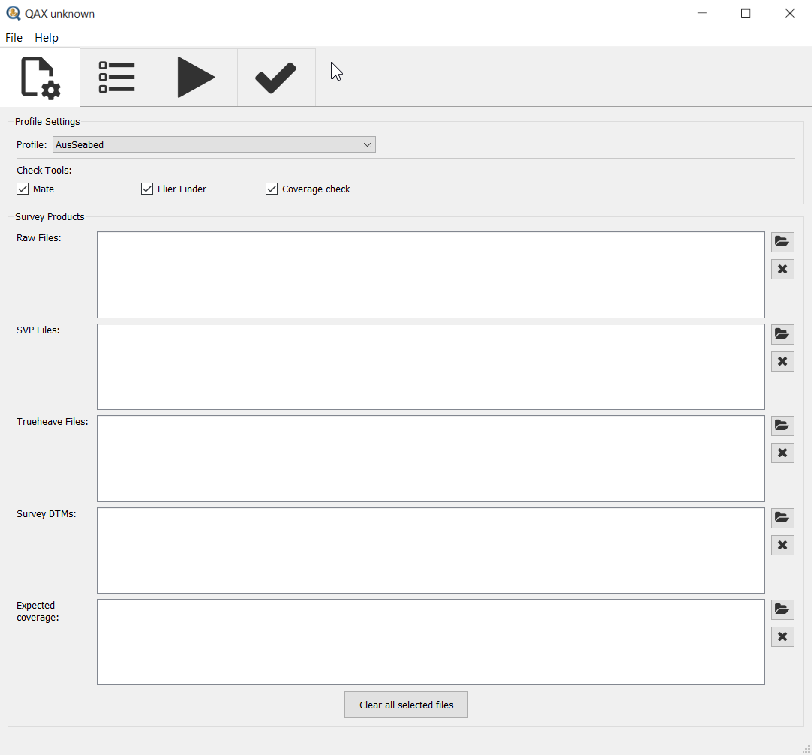 QAX unknown
File Help
Profile Settings
Profile: AusSeabed
Check Tools:
Mate Flier Finder Coverage check
Survey Products
Raw Files:
SVP Files:
Trueheave Files:
Survey DTMs:
Expected
coverage:
Clear all selected files